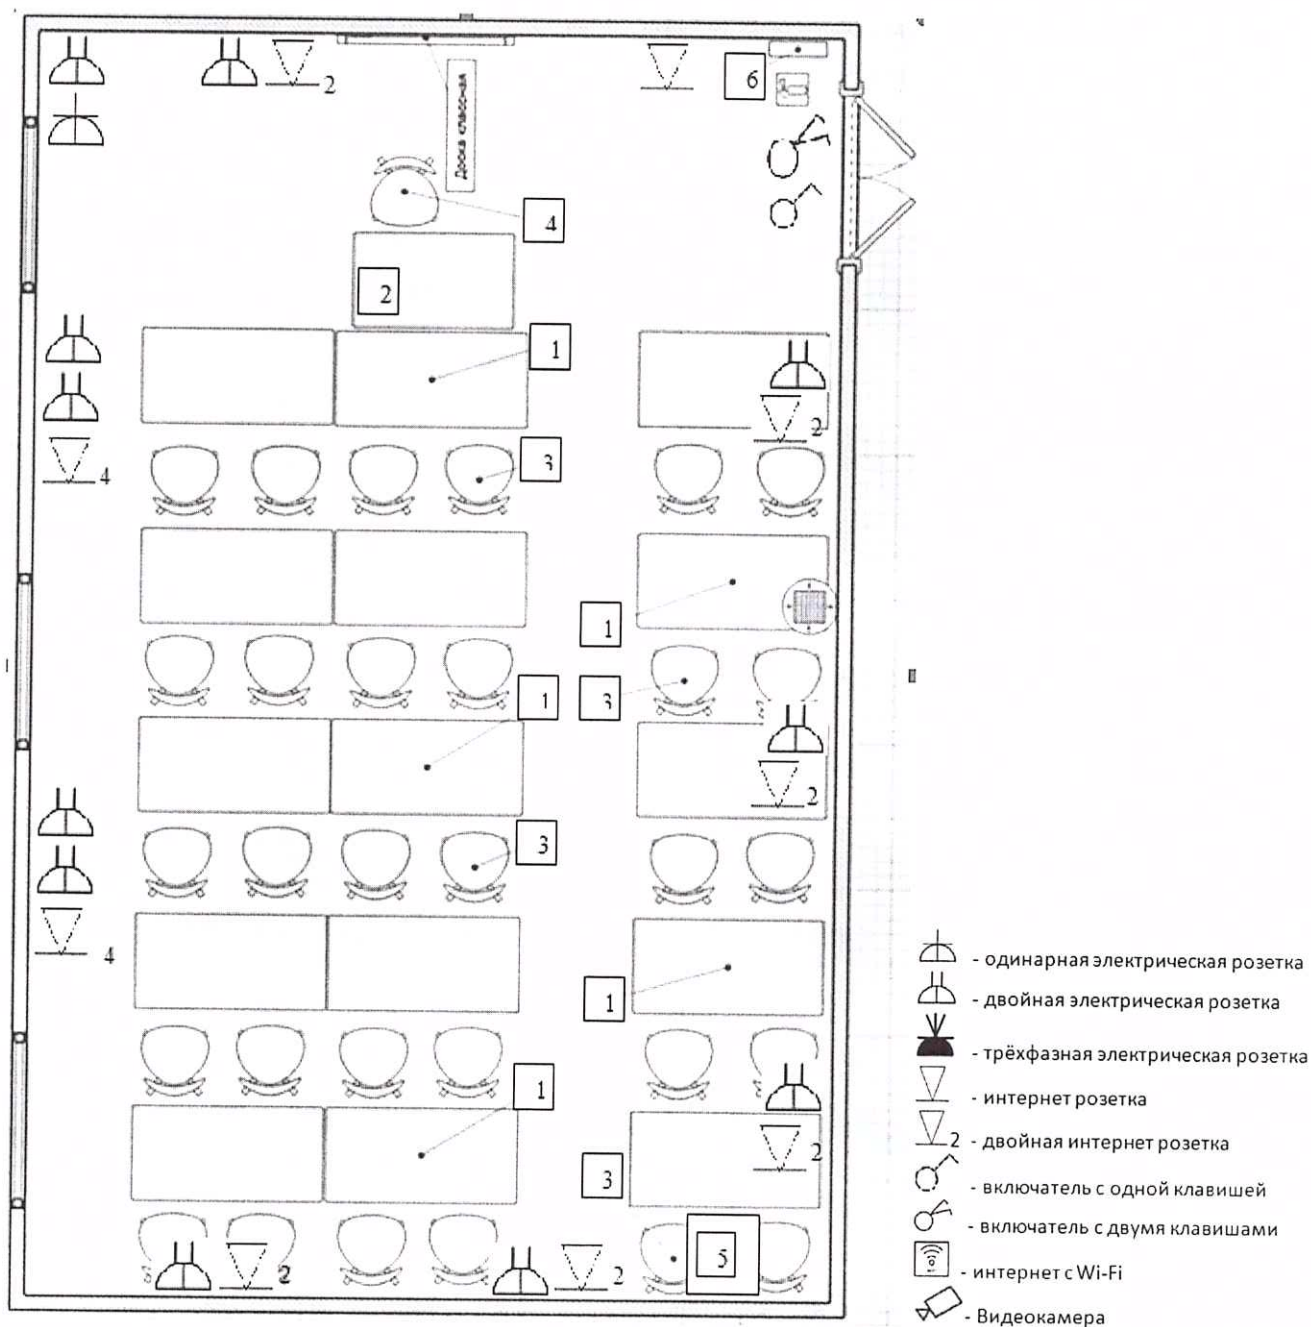 2
6
Доска классная
4
2
1
3
2
4
1
1
3
2
3
4
1
1
2
3
2
2
5
- одинарная электрическая розетка
- двойная электрическая розетка
- трёхфазная электрическая розетка
- интернет розетка
2 - двойная интернет розетка
- включатель с одной клавишей
- включатель с двумя клавишами
- интернет с Wi-Fi
- Видеокамера